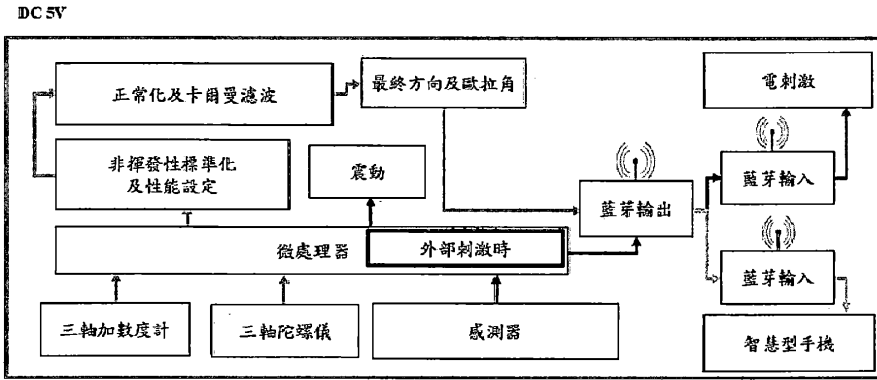 DC 5V
正常化及卡爾曼濾波
最終方向及歐拉角
電刺激
非揮發性標準化
及性能設定
震動
藍芽輸出
藍芽輸入
微處理器
外部刺激時
藍芽輸入
三軸加數度計
三軸陀螺儀
感測器
智慧型手機